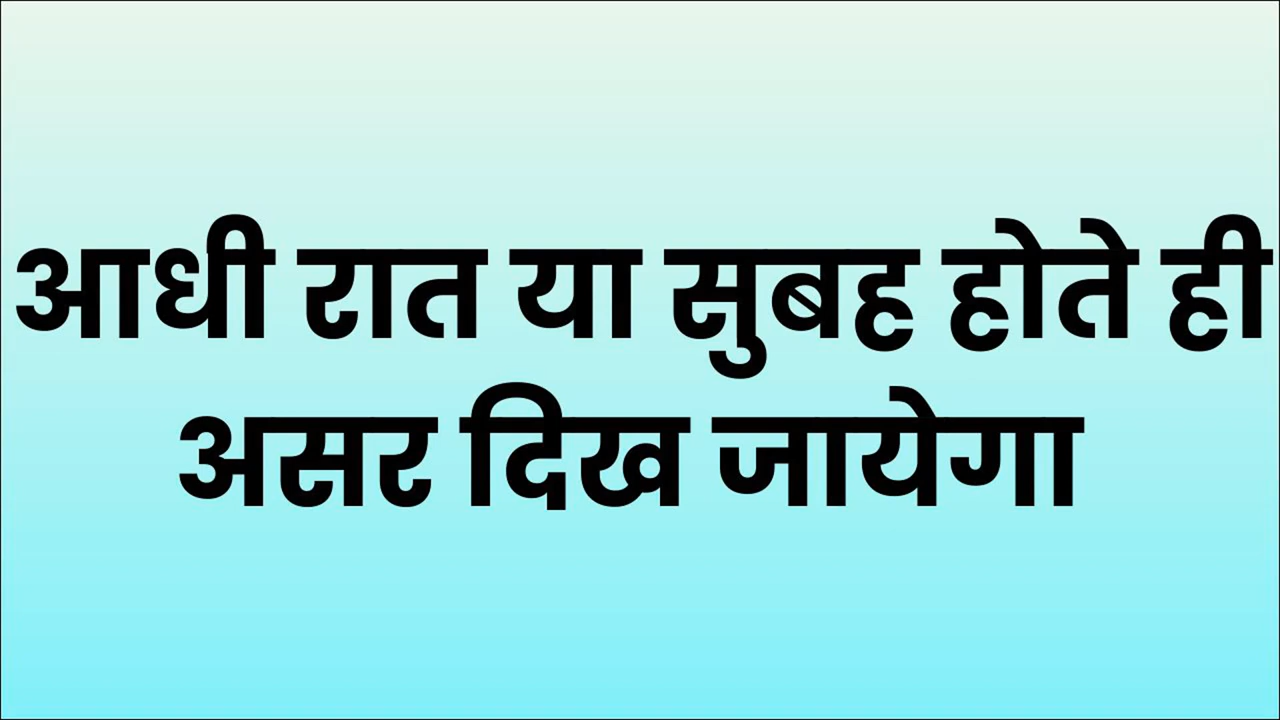 आधी रात या सुबह होते ही
असर दिख जायेगा